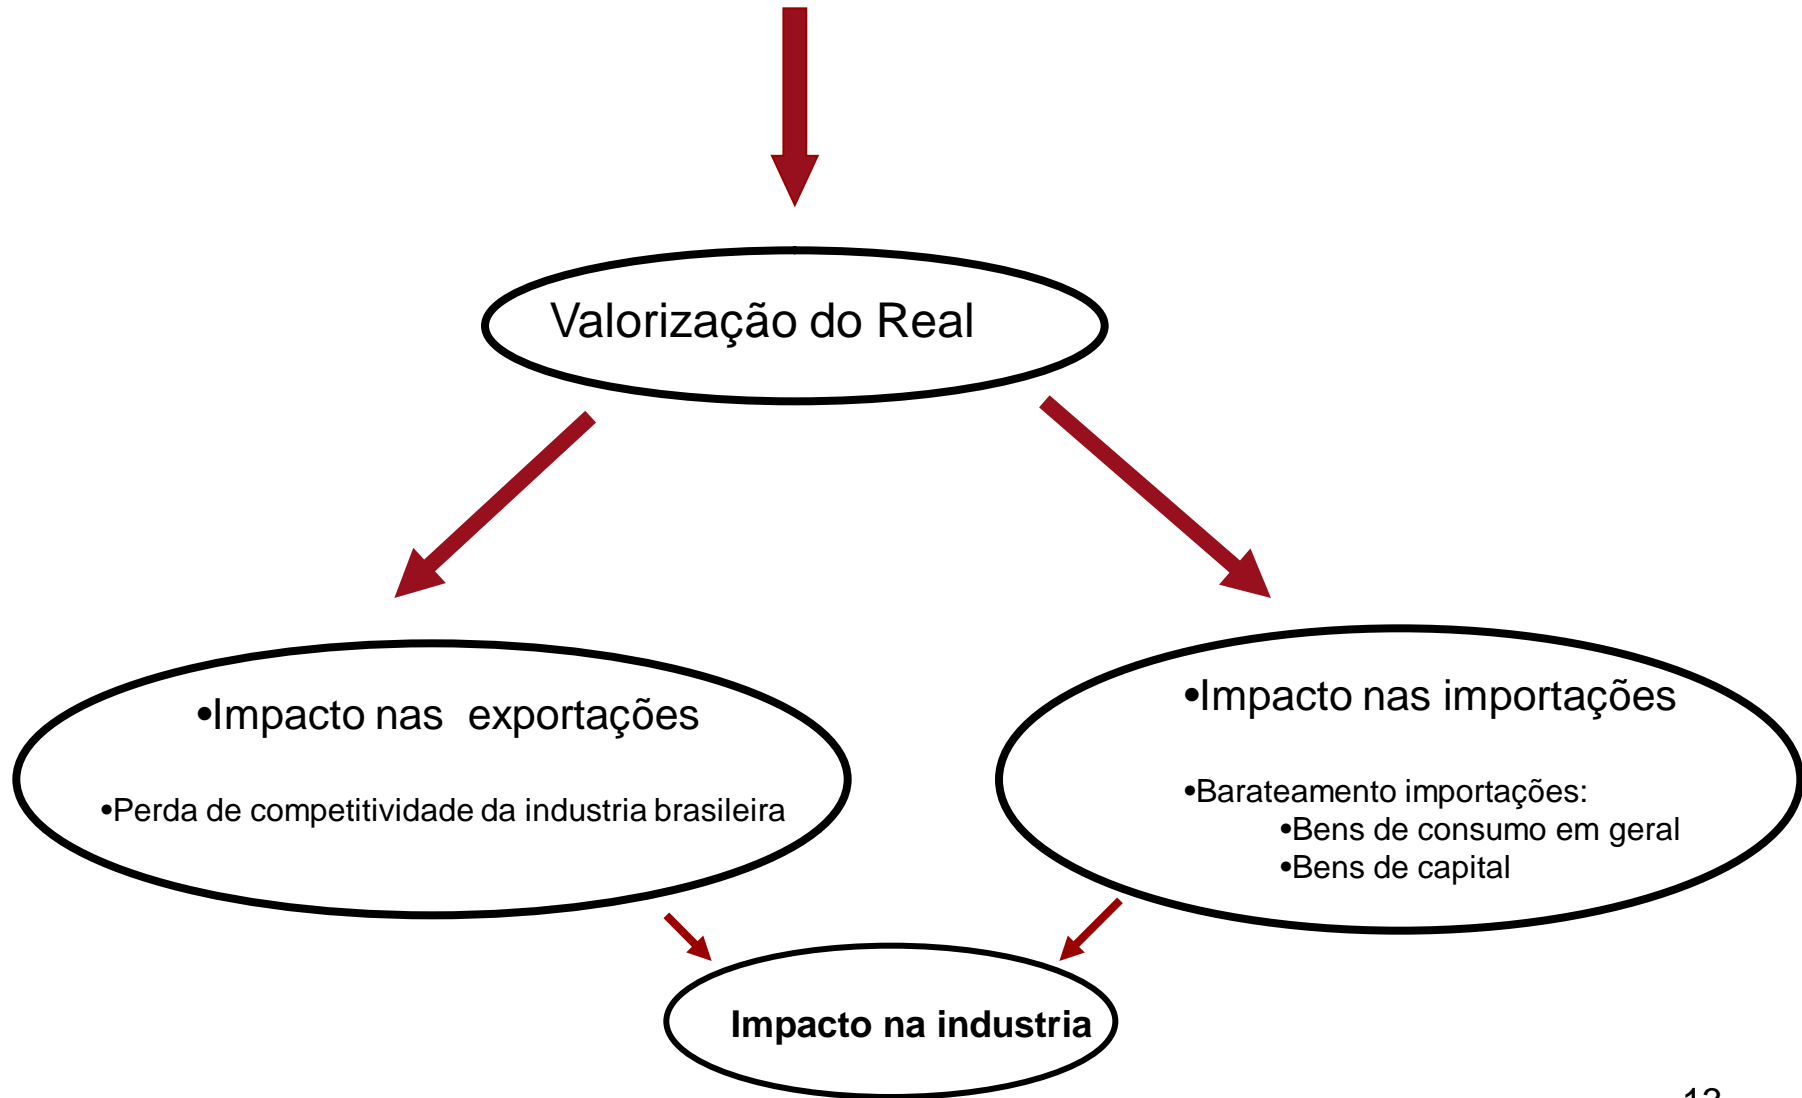 Valorização do Real
•Impacto nas exportações
•Perda de competitividade da industria brasileira
•Impacto nas importações
•Barateamento importações:
•Bens de consumo em geral
•Bens de capital
Impacto na industria